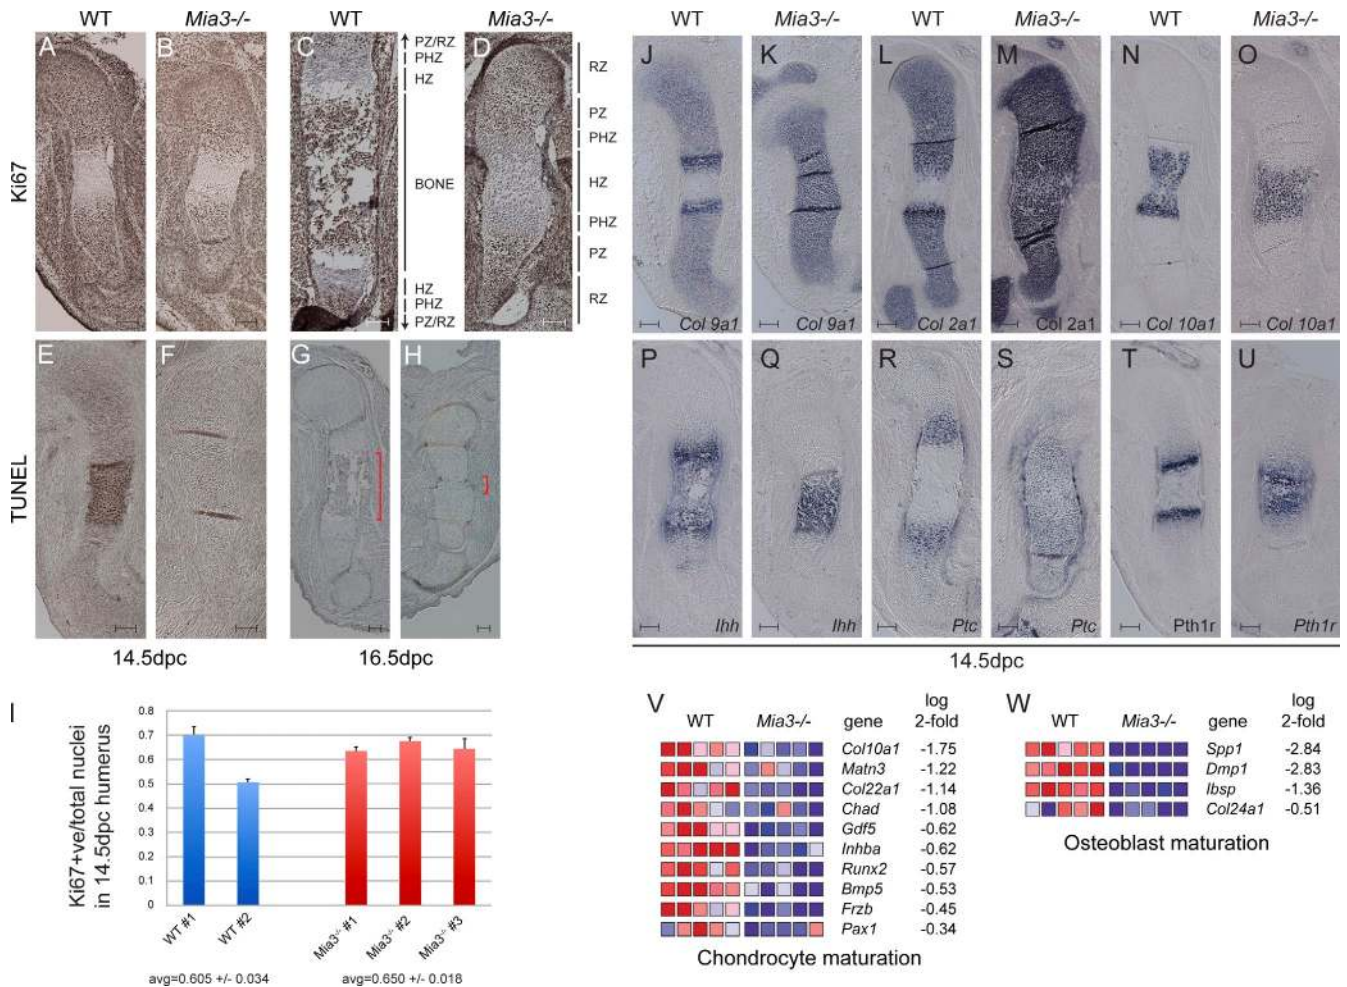 WT Mia3-/- WT Mia3-/- WT Mia3-/- WT Mia3-/- WT Mia3-/-
A B C D J K L M N O
PZ/RZ
PHZ
HZ
BONE
HZ
PHZ
PZ/RZ
RZ
PZ
PHZ
HZ
PHZ
PZ
RZ
Ki67
Col 9a1 Col 9a1 Col 2a1 Col 2a1 Col 10a1 Col 10a1
E F G H P Q R S T U
TUNEL
Ihh Ihh Ptc Ptc Pth1r Pth1r
14.5dpc 16.5dpc 14.5dpc
I
Ki67+ve/total nuclei
in 14.5dpc humerus
0.8
0.7
0.6
0.5
0.4
0.3
0.2
0.1
0
WT #1 WT #2 Mia3-/- #1 Mia3-/- #2 Mia3-/- #3
avg=0.605 +/- 0.034 avg=0.650 +/- 0.018
V WT Mia3-/- gene log
2-fold
Col10a1 -1.75
Matn3 -1.22
Col22a1 -1.14
Chad -1.08
Gdf5 -0.62
Inhba -0.62
Runx2 -0.57
Bmp5 -0.53
Frzb -0.45
Pax1 -0.34
Chondrocyte maturation
W WT Mia3-/- gene log
2-fold
Spp1 -2.84
Dmp1 -2.83
Ibsp -1.36
Col24a1 -0.51
Osteoblast maturation